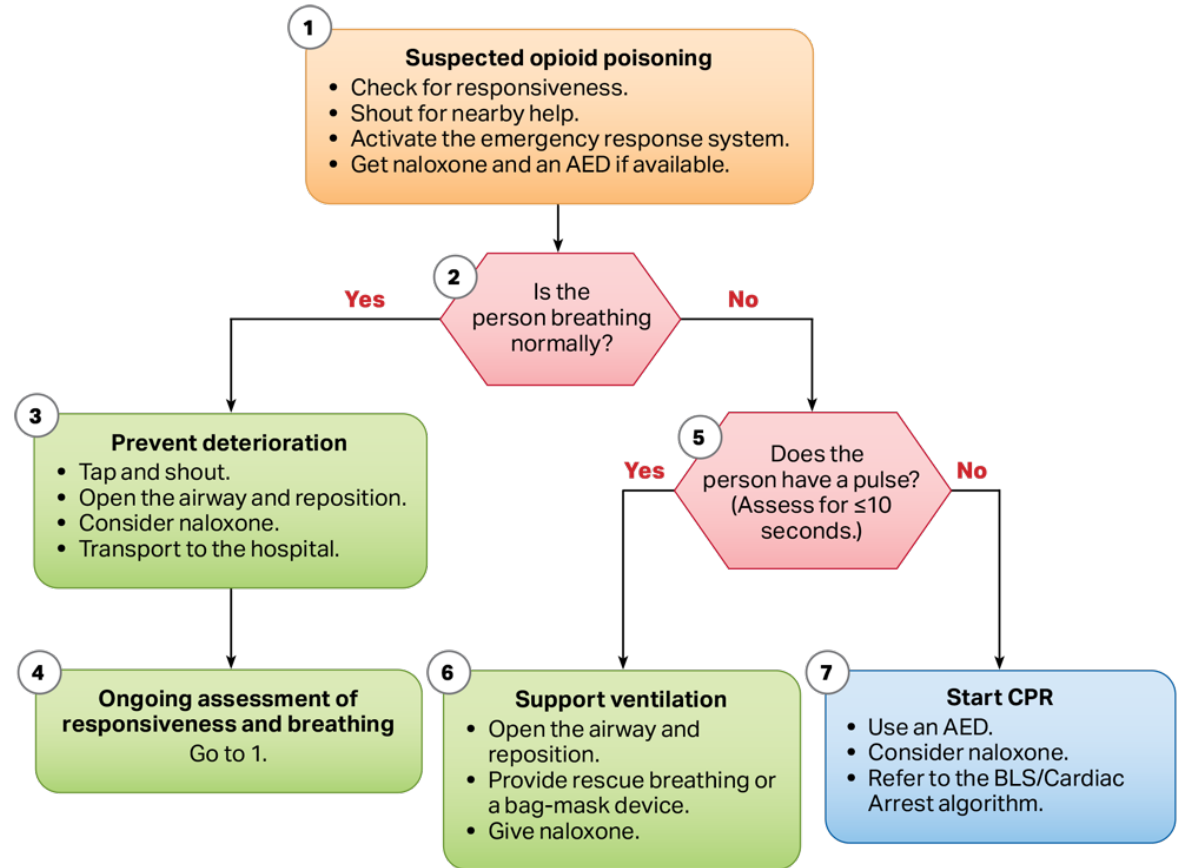 1
Suspected opioid poisoning
• Check for responsiveness.
• Shout for nearby help.
• Activate the emergency response system.
• Get naloxone and an AED if available.
2
Is the
person breathing
normally?
Yes
No
3
Prevent deterioration
• Tap and shout.
• Open the airway and reposition.
• Consider naloxone.
• Transport to the hospital.
4
Ongoing assessment of
responsiveness and breathing
Go to 1.
5
Does the
person have a pulse?
(Assess for ≤10
seconds.)
Yes
No
6
Support ventilation
• Open the airway and
reposition.
• Provide rescue breathing or
a bag-mask device.
• Give naloxone.
7
Start CPR
• Use an AED.
• Consider naloxone.
• Refer to the BLS/Cardiac
Arrest algorithm.